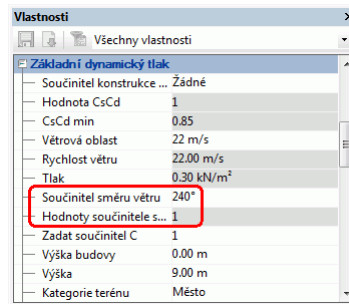 Vlastnosti
Všechny vlastnosti
Základní dynamický tlak
Součinitel konstrukce ... Žádné
Hodnota CsCd 1
CsCd min 0.85
Větrová oblast 22 m/s
Rychlost větru 22.00 m/s
Tlak 0.30 kN/m²
Součinitel směru větru 240°
Hodnoty součinitele s... 1
Zadat součinitel C 1
Výška budovy 0.00 m
Výška 9.00 m
Kategorie terénu Město